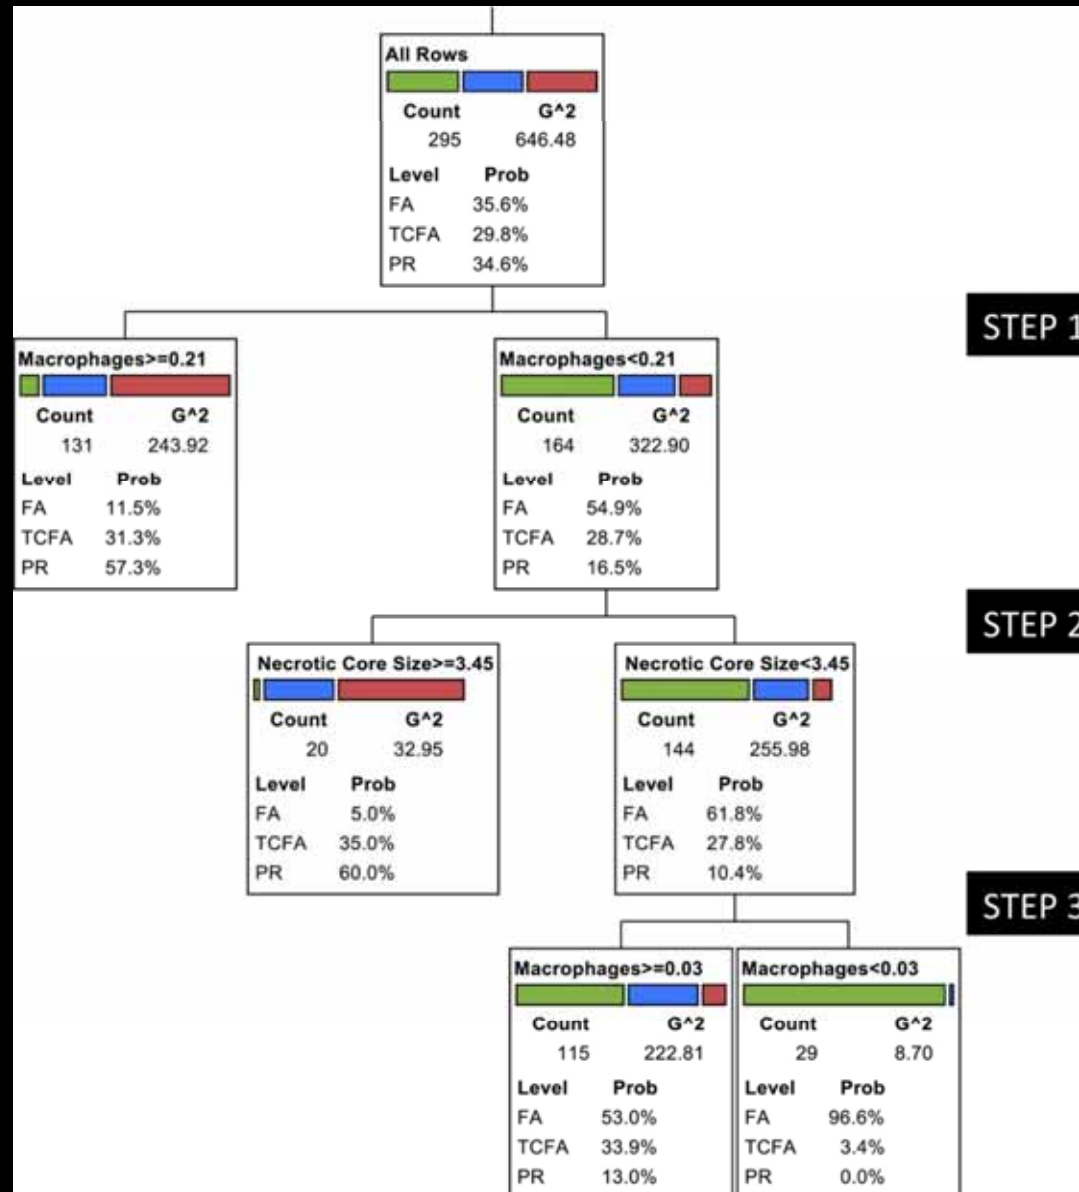 All Rows
Count G^2
295 646.48
Level Prob
FA 35.6%
TCFA 29.8%
PR 34.6%
STEP 1
Macrophages>=0.21
Count G^2
131 243.92
Level Prob
FA 11.5%
TCFA 31.3%
PR 57.3%
Macrophages<0.21
Count G^2
164 322.90
Level Prob
FA 54.9%
TCFA 28.7%
PR 16.5%
STEP 2
Necrotic Core Size>=3.45
Count G^2
20 32.95
Level Prob
FA 5.0%
TCFA 35.0%
PR 60.0%
Necrotic Core Size<3.45
Count G^2
144 255.98
Level Prob
FA 61.8%
TCFA 27.8%
PR 10.4%
STEP 3
Macrophages>=0.03
Count G^2
115 222.81
Level Prob
FA 53.0%
TCFA 33.9%
PR 13.0%
Macrophages<0.03
Count G^2
29 8.70
Level Prob
FA 96.6%
TCFA 3.4%
PR 0.0%